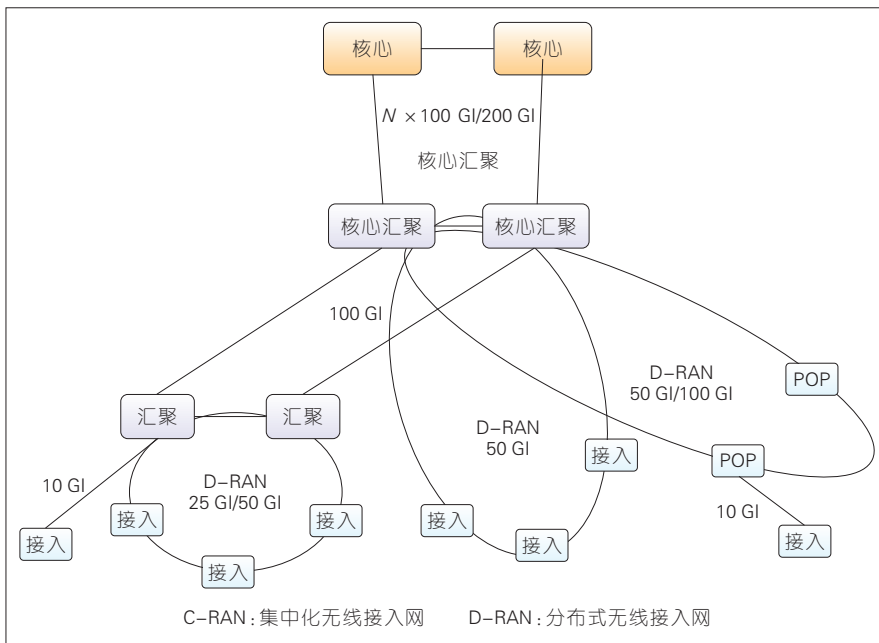 核心 核心
N ×100 GI/200 GI
核心汇聚
核心汇聚 核心汇聚
100 GI
汇聚 汇聚
D-RAN
50 GI/100 GI
POP
D-RAN
50 GI
接入
POP
10 GI
D-RAN
25 GI/50 GI
10 GI
接入
接入
接入
接入
接入
接入
接入
C-RAN：集中化无线接入网 D-RAN：分布式无线接入网